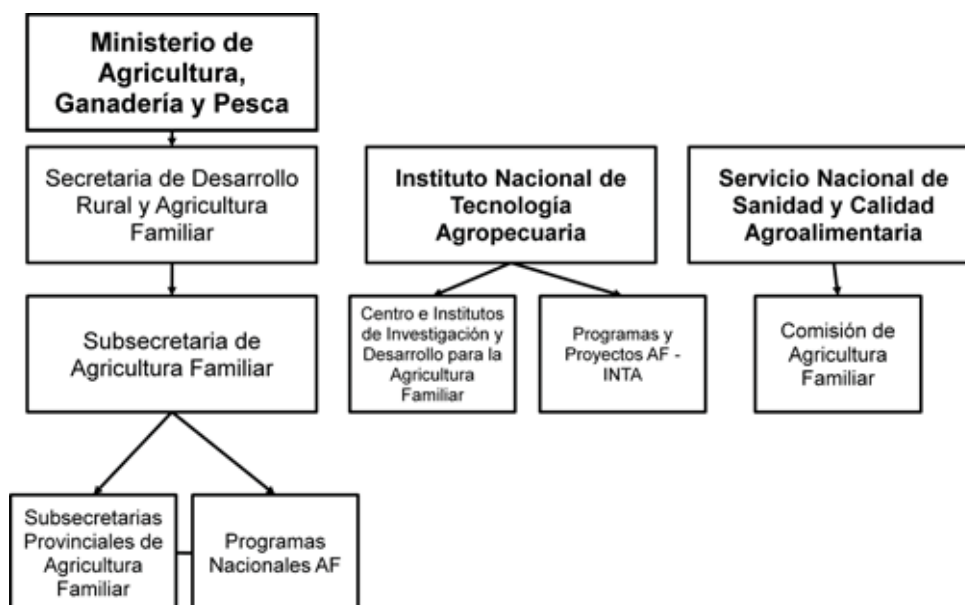 Ministerio de
Agricultura,
Ganadería y Pesca
Secretaria de Desarrollo
Rural y Agricultura
Familiar
Instituto Nacional de
Tecnología
Agropecuaria
Servicio Nacional de
Sanidad y Calidad
Agroalimentaria
Subsecretaria de
Agricultura Familiar
Centro e Institutos
de Investigación y
Desarrollo para la
Agricultura
Familiar
Programas y
Proyectos AF -
INTA
Comisión de
Agricultura
Familiar
Subsecretarias
Provinciales de
Agricultura
Familiar
Programas
Nacionales AF